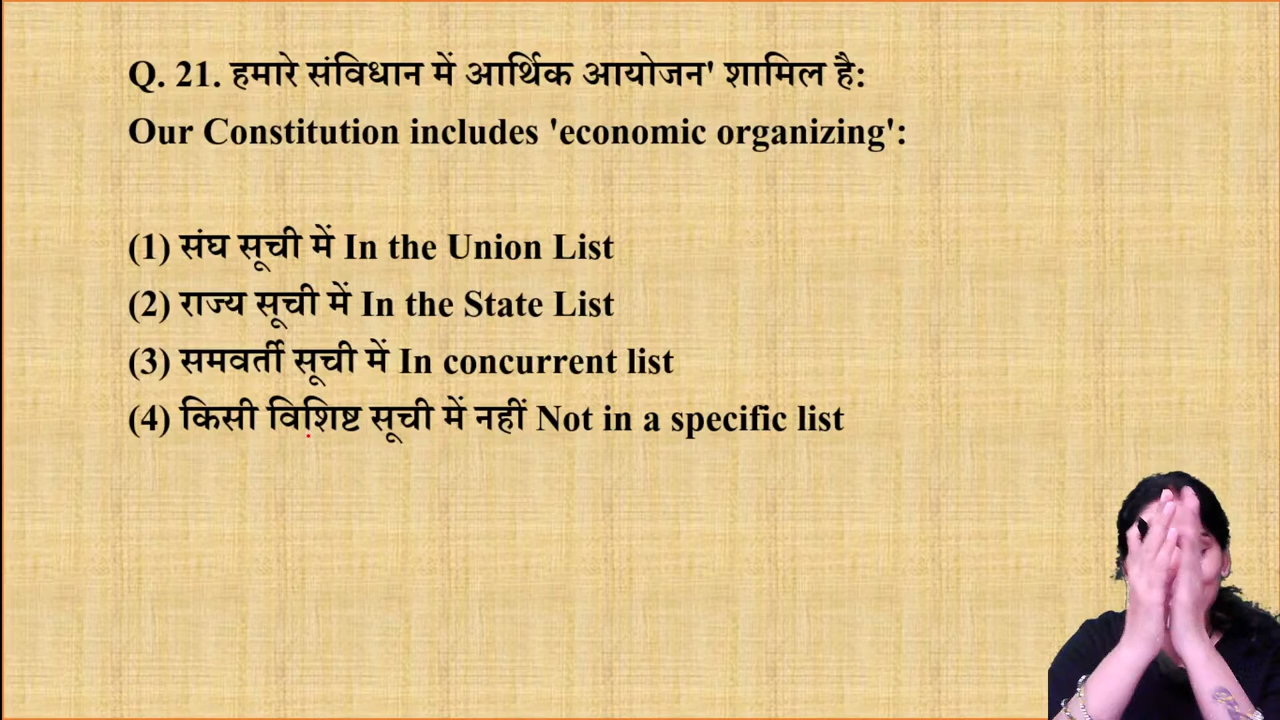 Q. 21. हमारे संविधान में आर्थिक आयोजन' शामिल है:
Our Constitution includes 'economic organizing':
(1) संघ सूची में In the Union List
(2) राज्य सूची में In the State List
(3) समवर्ती सूची में In concurrent list
(4) किसी विशिष्ट सूची में नहीं Not in a specific list